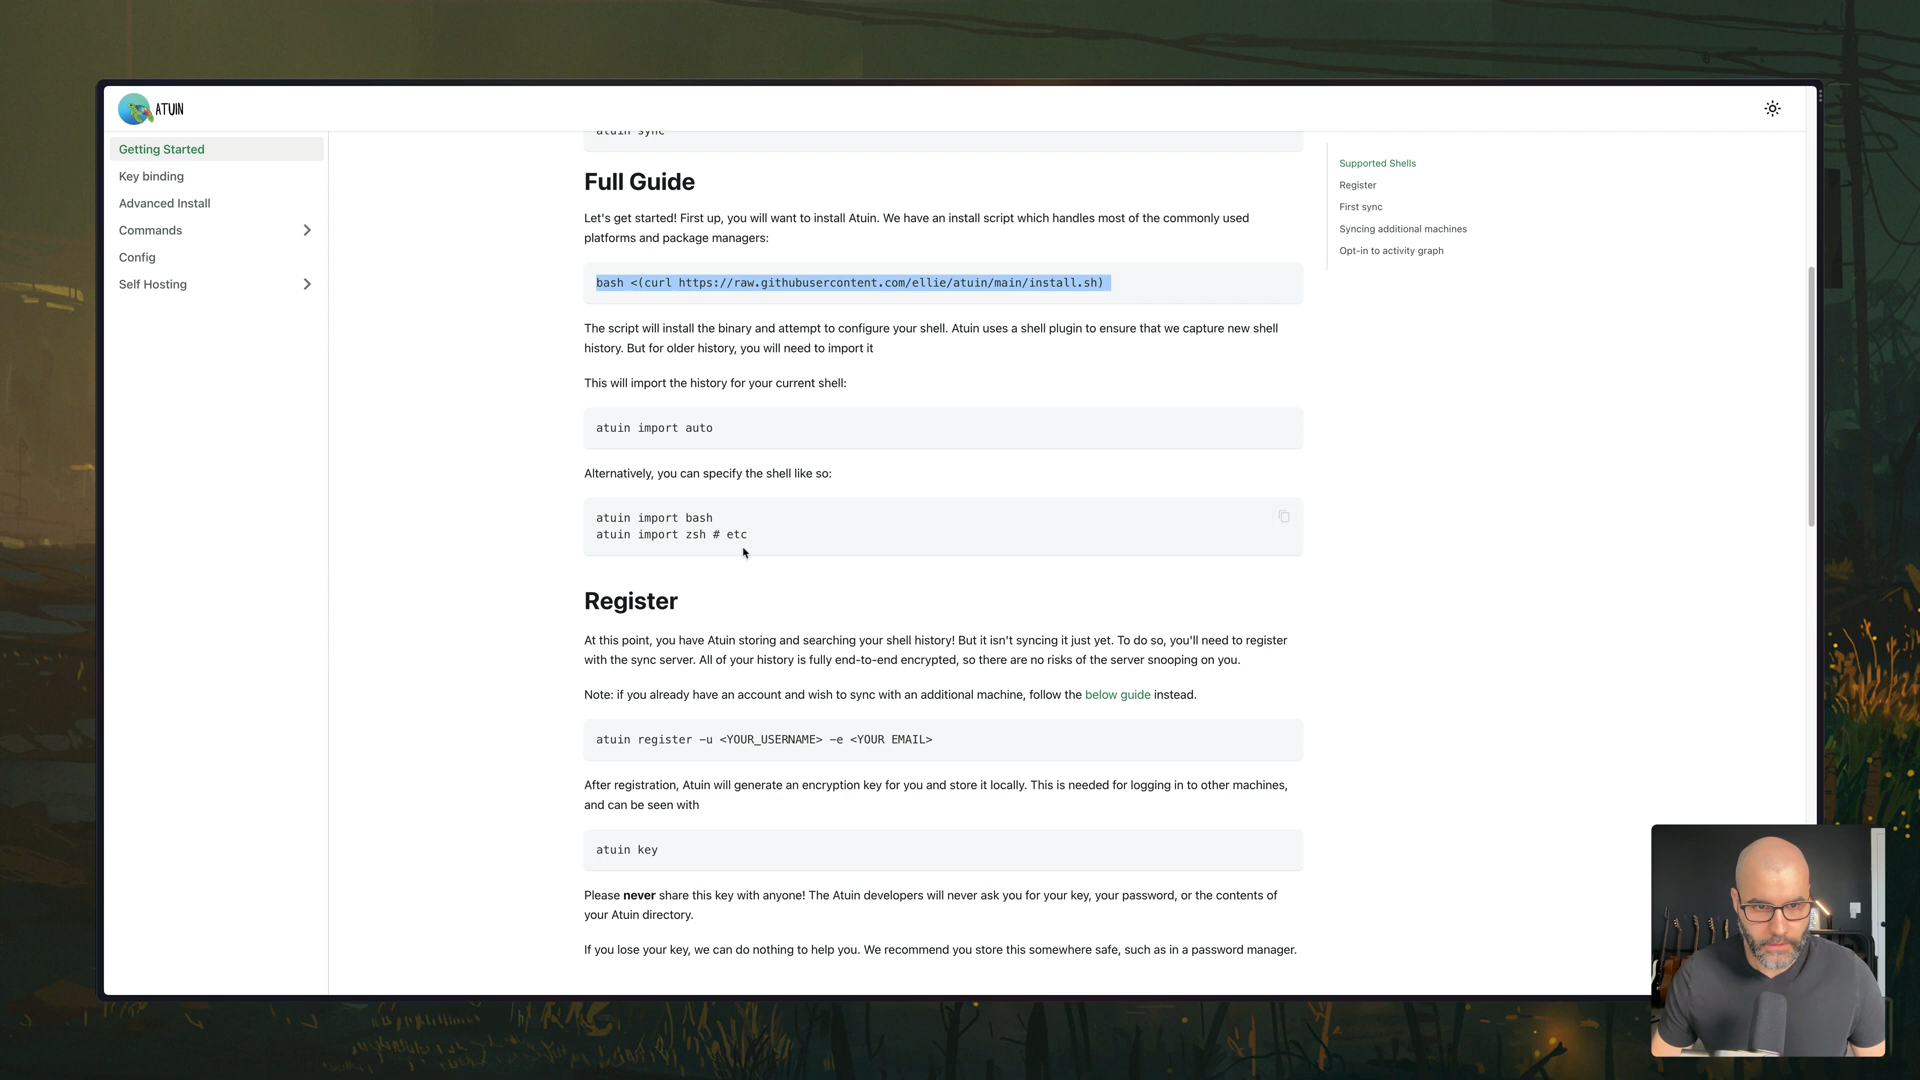 ATUIN
Getting Started
Key binding
Advanced Install
Commands
Config
Self Hosting
atuin sync
Full Guide
Let's get started! First up, you will want to install Atuin. We have an install script which handles most of the commonly used
platforms and package managers:
bash <(curl https://raw.githubusercontent.com/ellie/atuin/main/install.sh)
The script will install the binary and attempt to configure your shell. Atuin uses a shell plugin to ensure that we capture new shell
history. But for older history, you will need to import it
This will import the history for your current shell:
atuin import auto
Alternatively, you can specify the shell like so:
atuin import bash
atuin import zsh # etc
Register
At this point, you have Atuin storing and searching your shell history! But it isn't syncing it just yet. To do so, you'll need to register
with the sync server. All of your history is fully end-to-end encrypted, so there are no risks of the server snooping on you.
Note: if you already have an account and wish to sync with an additional machine, follow the below guide instead.
atuin register -u <YOUR_USERNAME> -e <YOUR EMAIL>
After registration, Atuin will generate an encryption key for you and store it locally. This is needed for logging in to other machines,
and can be seen with
atuin key
Please never share this key with anyone! The Atuin developers will never ask you for your key, your password, or the contents of
your Atuin directory.
If you lose your key, we can do nothing to help you. We recommend you store this somewhere safe, such as in a password manager.
Supported Shells
Register
First sync
Syncing additional machines
Opt-in to activity graph